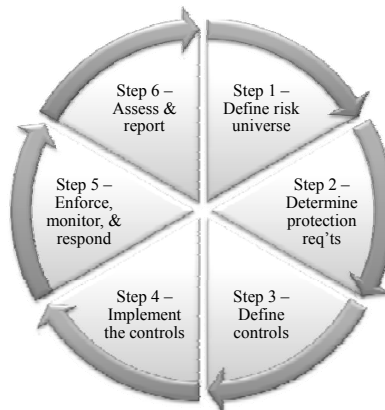 Step 1 –
Define risk
universe
Step 2 –
Determine
protection
req'ts
Step 3 –
Define
controls
Step 4 –
Implement
the controls
Step 5 –
Enforce,
monitor, &
respond
Step 6 –
Assess &
report